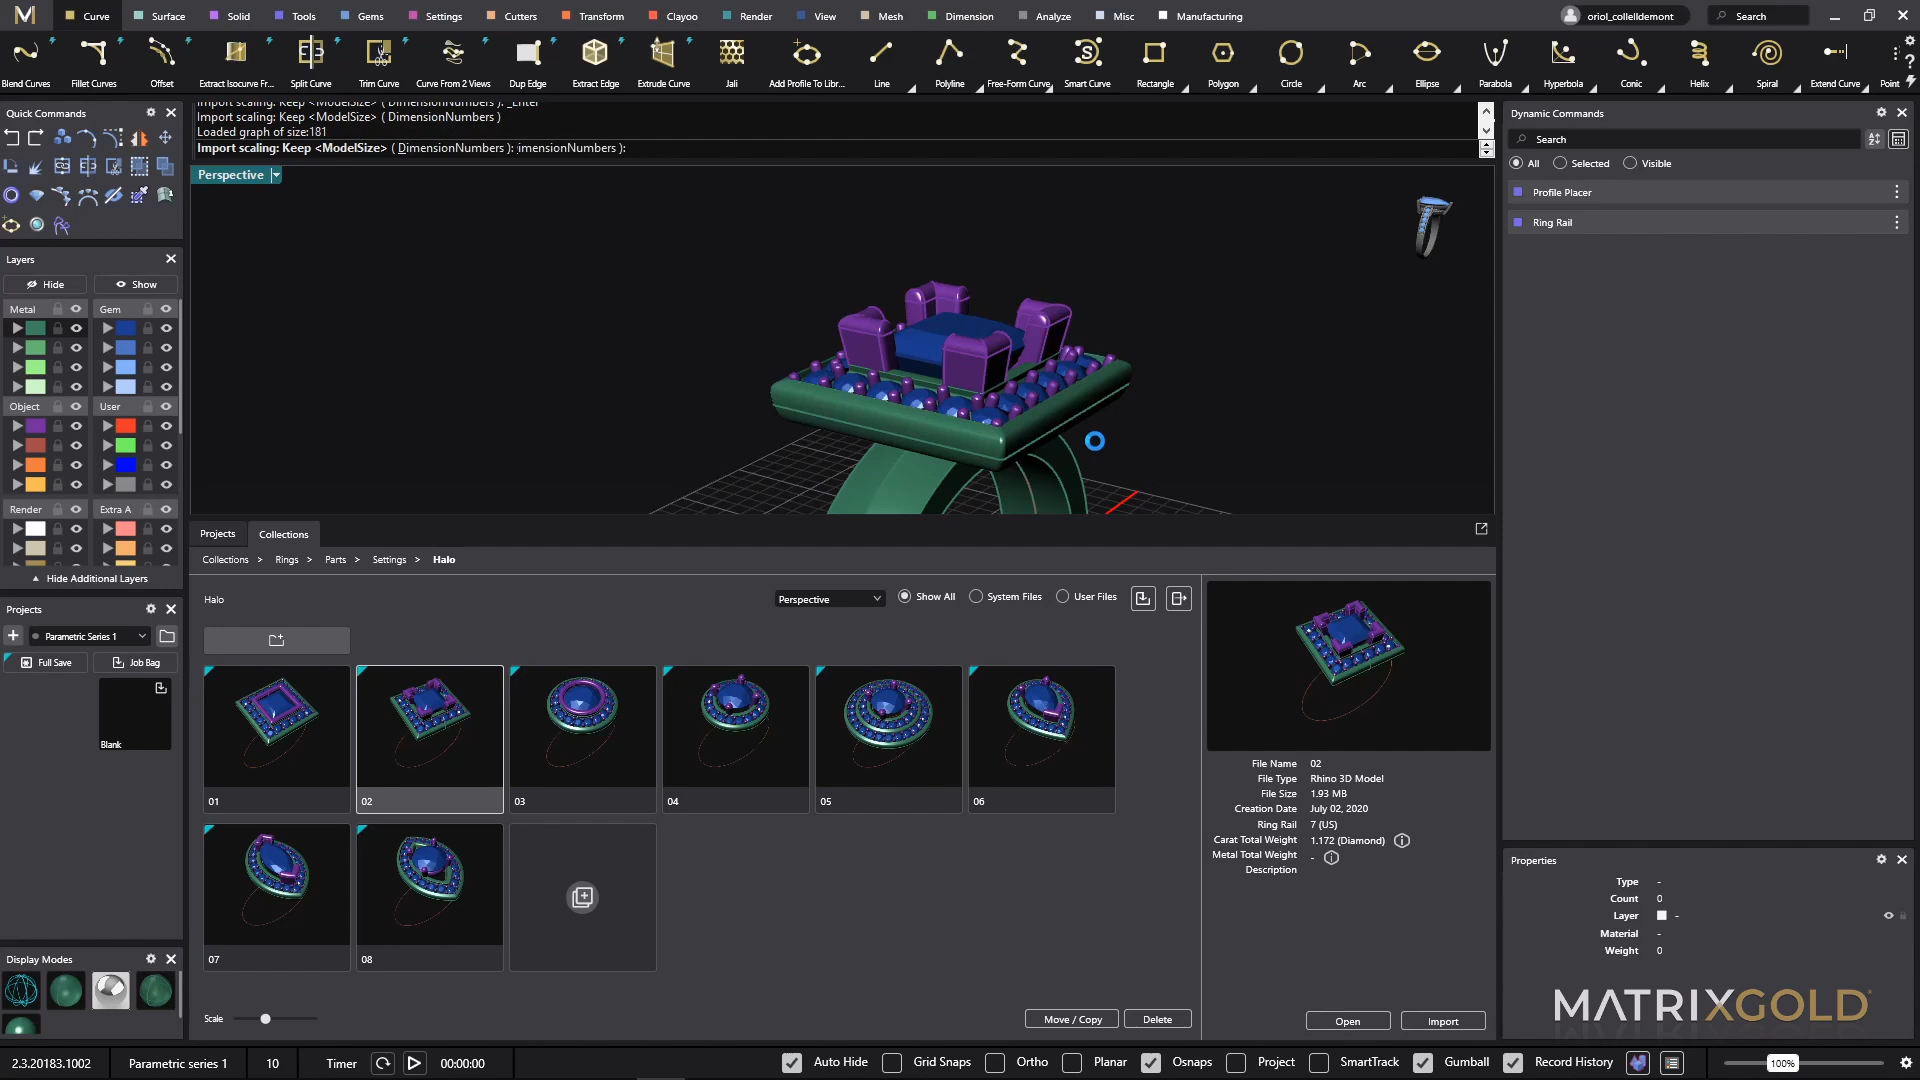 Curve Surface Solid Tools Gems Settings Cutters Transform Clayoo Render View Mesh Dimension Analyze Misc Manufacturing oriol_collelldemont Search
Blend Curves Fillet Curves Offset Extract Isocurve Fr... Split Curve Trim Curve Curve From 2 Views Dup Edge Extract Edge Extrude Curve Jali Add Profile To Libr... Line Polyline Free-Form Curve Smart Curve Rectangle Polygon Circle Arc Ellipse Parabola Hyperbola Conic Helix Spiral Extend Curve Point
Quick Commands
Import scaling: Keep <ModelSize> ( DimensionNumbers ): _Enter
Import scaling: Keep <ModelSize> ( DimensionNumbers )
Loaded graph of size:181
Import scaling: Keep <ModelSize> ( DimensionNumbers ): imensionNumbers ):
Perspective
Dynamic Commands
Search
All Selected Visible
Profile Placer
Ring Rail
Layers
Hide Show
Metal Gem
Object User
Render Extra A
Hide Additional Layers
Projects
Parametric Series 1
Full Save Job Bag
Blank
Display Modes
Projects Collections
Collections > Rings > Parts > Settings > Halo
Halo Perspective Show All System Files User Files
01 02 03 04 05 06
07 08
Scale Move / Copy Delete
File Name 02
File Type Rhino 3D Model
File Size 1.93 MB
Creation Date July 02, 2020
Ring Rail 7 (US)
Carat Total Weight 1.172 (Diamond)
Metal Total Weight -
Description
Open Import
Properties
Type -
Count 0
Layer -
Material -
Weight 0
MATRIXGOLD
2.3.20183.1002 Parametric series 1 10 Timer 00:00:00 Auto Hide Grid Snaps Ortho Planar Osnaps Project SmartTrack Gumball Record History 100%